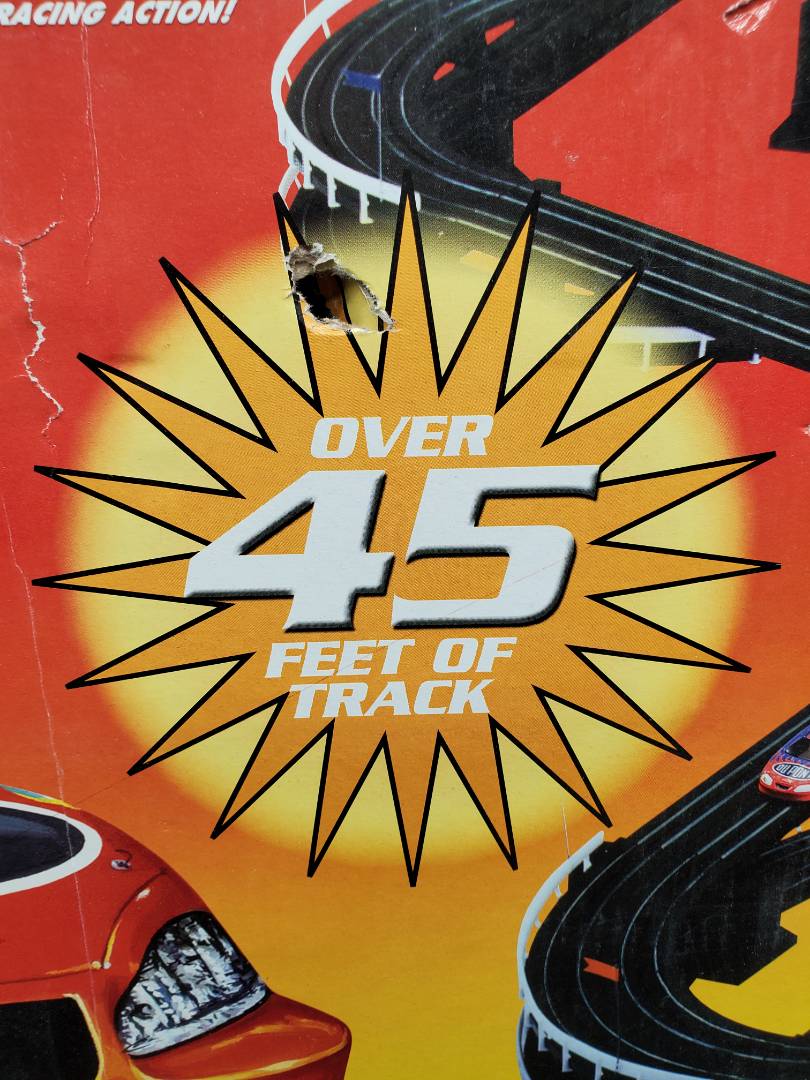 RACING ACTION!
OVER
45
FEET OF
TRACK